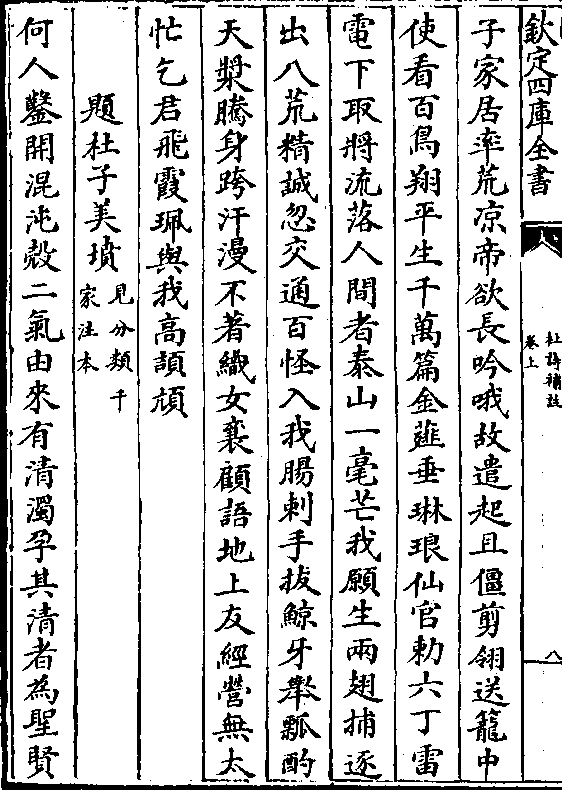 欽定四庫全書
杜詩補註
卷上
八
子家居率荒凉帝欲長吟哦故遣起且僵剪翎送籠中
使看百鳥翔平生千萬篇金薤垂琳琅仙官勅六丁雷
電下取將流落人間者泰山一毫芒我願生兩翅捕逐
出八荒精誠忽交通百怪入我腸刺手拔鯨牙舉瓢酌
天漿騰身跨汗漫不著織女襄顧語地上友經營無太
忙乞君飛霞珮與我高頡頏
題杜子美墳見分類千
家注本
何人鑿開混沌殼二氣由來有清濁孕其清者為聖賢